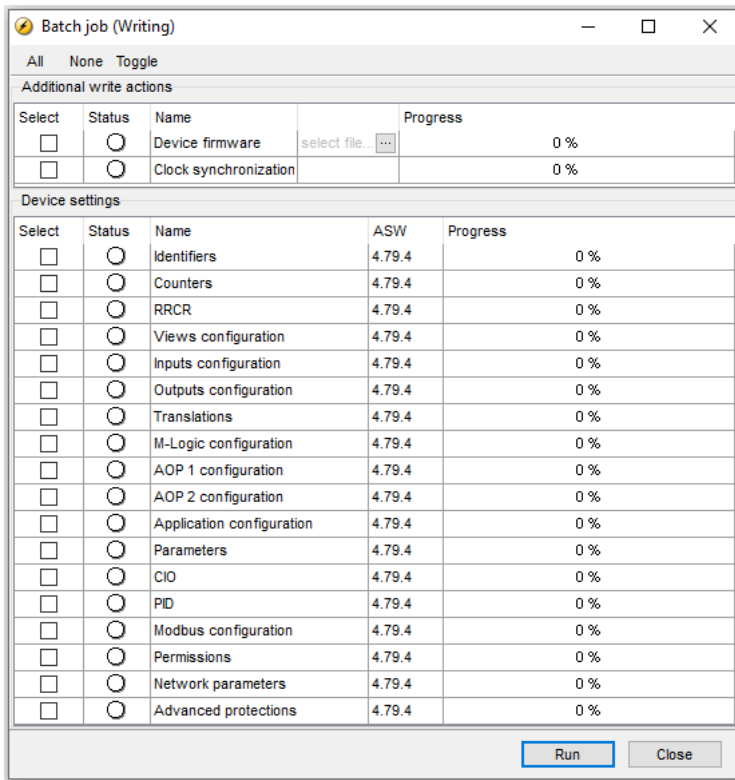 Batch job (Writing)
All None Toggle
Additional write actions
Select Status Name Progress
Device firmware select file... ... 0 %
Clock synchronization 0 %
Device settings
Select Status Name ASW Progress
Identifiers 4.79.4 0 %
Counters 4.79.4 0 %
RRCR 4.79.4 0 %
Views configuration 4.79.4 0 %
Inputs configuration 4.79.4 0 %
Outputs configuration 4.79.4 0 %
Translations 4.79.4 0 %
M-Logic configuration 4.79.4 0 %
AOP 1 configuration 4.79.4 0 %
AOP 2 configuration 4.79.4 0 %
Application configuration 4.79.4 0 %
Parameters 4.79.4 0 %
CIO 4.79.4 0 %
PID 4.79.4 0 %
Modbus configuration 4.79.4 0 %
Permissions 4.79.4 0 %
Network parameters 4.79.4 0 %
Advanced protections 4.79.4 0 %
Run Close